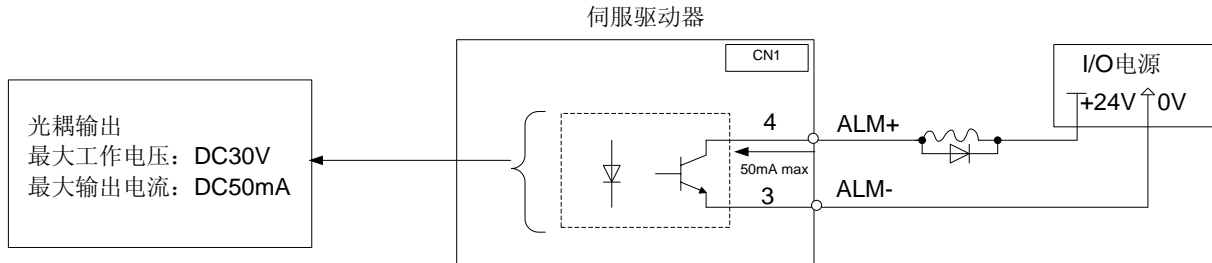 伺服驱动器
CN1
I/O电源
+24V 0V
光耦输出
最大工作电压：DC30V
最大输出电流：DC50mA
4
ALM+
50mA max
3
ALM-